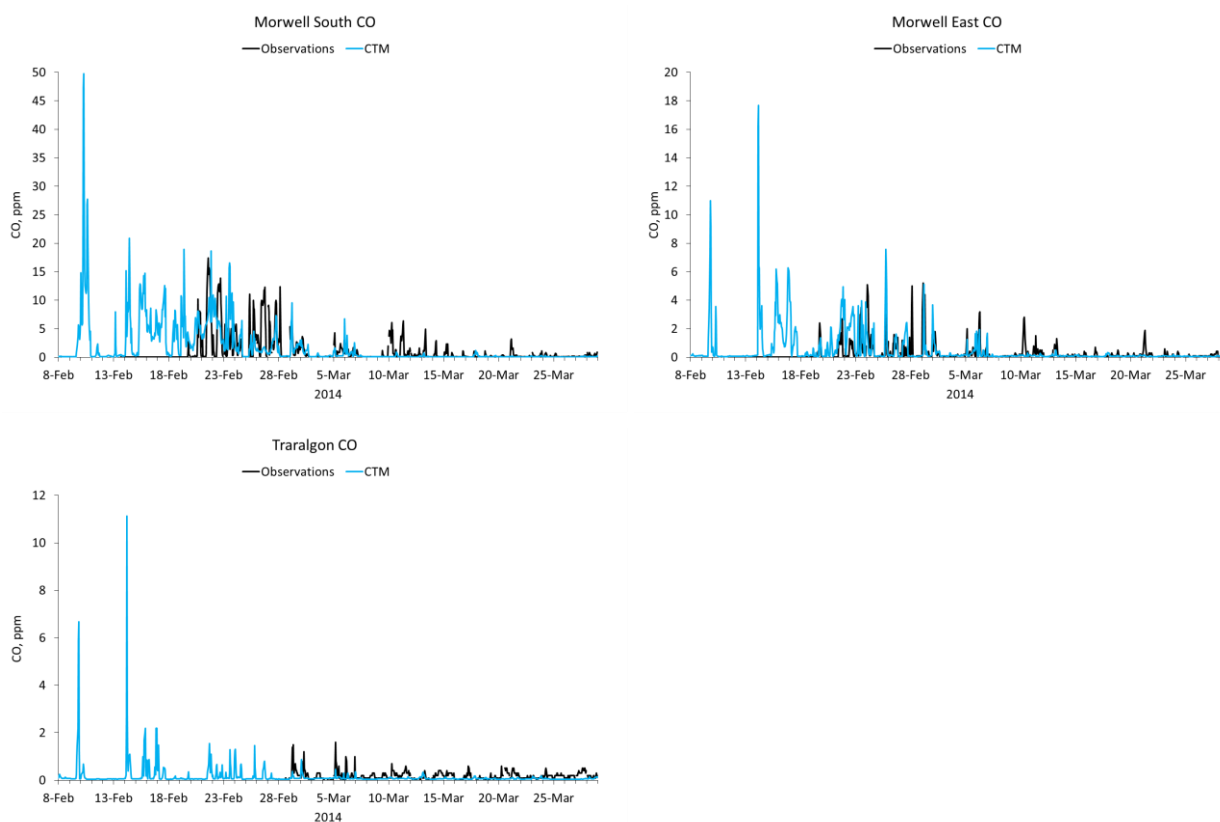 Morwell South CO
Observations CTM
50
45
40
35
30
25
20
15
10
5
0
CO, ppm
8-Feb 13-Feb 18-Feb 23-Feb 28-Feb 5-Mar 10-Mar 15-Mar 20-Mar 25-Mar
2014
Morwell East CO
Observations CTM
20
18
16
14
12
10
8
6
4
2
0
CO, ppm
8-Feb 13-Feb 18-Feb 23-Feb 28-Feb 5-Mar 10-Mar 15-Mar 20-Mar 25-Mar
2014
Traralgon CO
Observations CTM
12
10
8
6
4
2
0
CO, ppm
8-Feb 13-Feb 18-Feb 23-Feb 28-Feb 5-Mar 10-Mar 15-Mar 20-Mar 25-Mar
2014